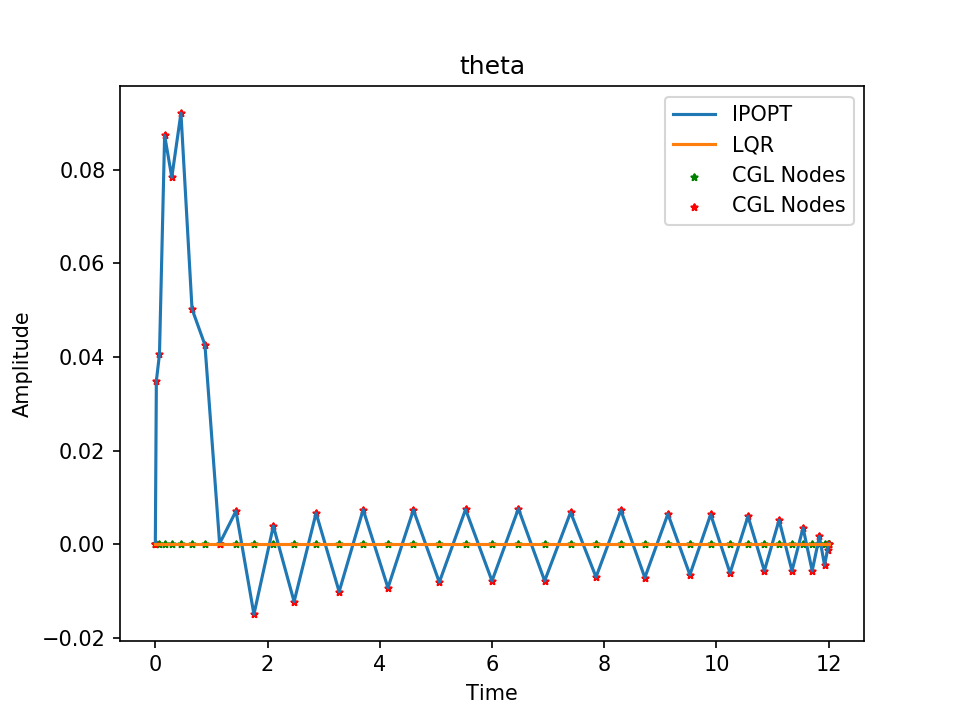 theta
IPOPT
LQR
CGL Nodes
CGL Nodes
Amplitude
0.08
0.06
0.04
0.02
0.00
−0.02
0 2 4 6 8 10 12
Time